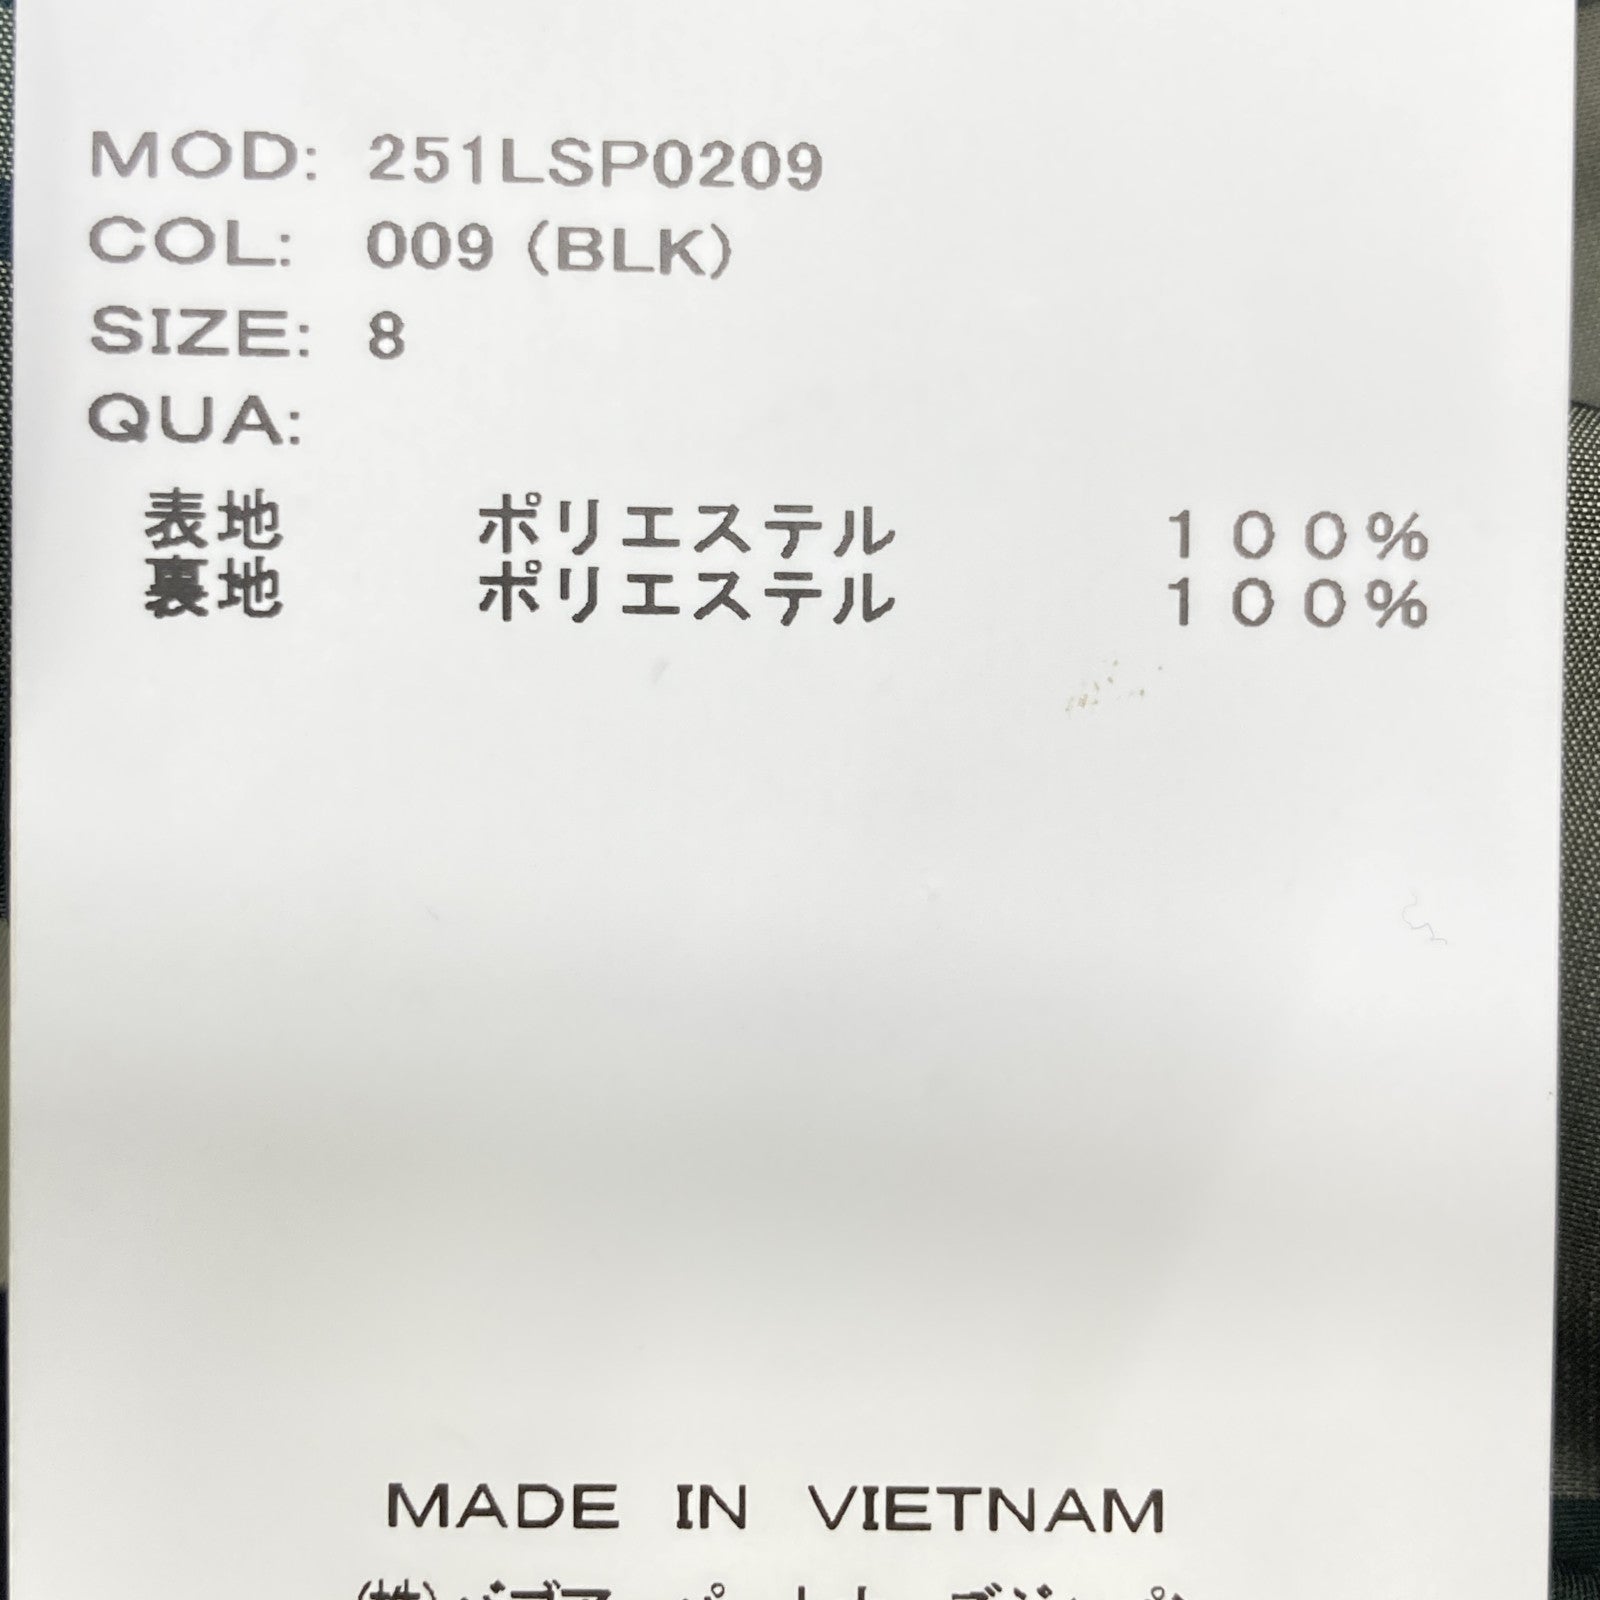 MOD: 251LSP0209
COL: 009 (BLK)
SIZE: 8
QUA:
表地 ポリエステル 100%
裏地 ポリエステル 100%
MADE IN VIETNAM